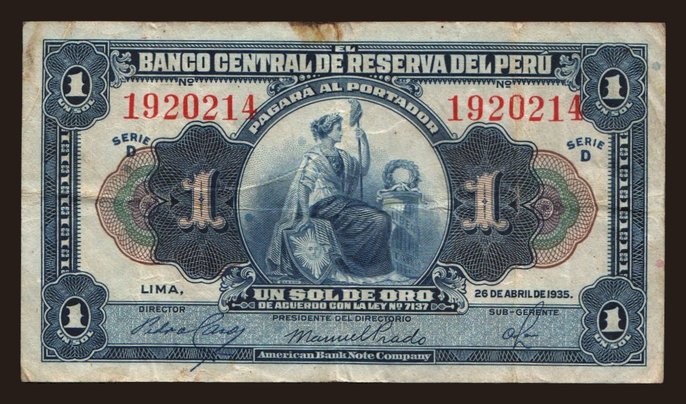 EL
BANCO CENTRAL DE RESERVA DEL PERÚ
1 Nº Nº 1
UN SOL 1920214 1920214 UN SOL
PAGARÁ AL PORTADOR
SERIE D SERIE D
1 1
LIMA, UN SOL DE ORO 26 DE ABRIL DE 1935.
DE ACUERDO CON LA LEY Nº 7137
DIRECTOR PRESIDENTE DEL DIRECTORIO SUB-GERENTE
1 Manuel Prado 1
UN SOL UN SOL
American Bank Note Company